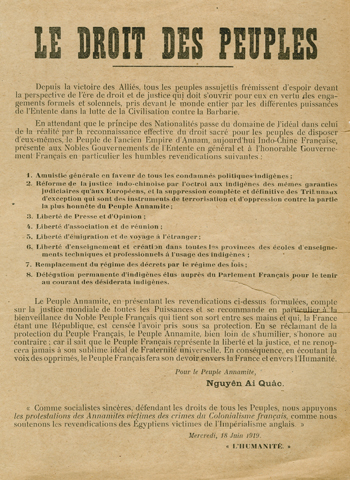 LE DROIT DES PEUPLES
Depuis la victoire des Alliés, tous les peuples assujettis frémissent d'espoir devant
la perspective de l'ère de droit et de justice qui doit s'ouvrir pour eux en vertu des enga-
gements formels et solennels, pris devant le monde entier par les différentes puissances
de l'Entente dans la lutte de la Civilisation contre la Barbarie.
En attendant que le principe des Nationalités passe du domaine de l'idéal dans celui
de la réalité par la reconnaissance effective du droit sacré pour les peuples de disposer
d'eux-mêmes, le Peuple de l'ancien Empire d'Annam, aujourd'hui Indo-Chine Française,
présente aux Nobles Gouvernements de l'Entente en général et à l'honorable Gouverne-
ment Français en particulier les humbles revendications suivantes :
1. Amnistie générale en faveur de tous les condamnés politiques indigènes ;
2. Réforme de la justice indo-chinoise par l'octroi aux indigènes des mêmes garanties
judiciaires qu'aux Européens, et la suppression complète et définitive des Tribunaux
d'exception qui sont des instruments de terrorisation et d'oppression contre la partie
la plus honnête du Peuple Annamite ;
3. Liberté de Presse et d'Opinion ;
4. Liberté d'association et de réunion ;
5. Liberté d'émigration et de voyage à l'étranger ;
6. Liberté d'enseignement et création dans toutes les provinces des écoles d'enseigne-
ments techniques et professionnels à l'usage des indigènes ;
7. Remplacement du régime des décrets par le régime des lois ;
8. Délégation permanente d'indigènes élus auprès du Parlement Français pour le tenir
au courant des désiderata indigènes.
Le Peuple Annamite, en présentant les revendications ci-dessus formulées, compte
sur la justice mondiale de toutes les Puissances et se recommande en particulier à la
bienveillance du Noble Peuple Français qui tient son sort entre ses mains et qui, la France
étant une République, est censée l'avoir pris sous sa protection. En se réclamant de la
protection du Peuple Français, le Peuple Annamite, bien loin de s'humilier, s'honore au
contraire ; car il sait que le Peuple Français représente la liberté et la justice, et ne renon-
cera jamais à son sublime idéal de Fraternité universelle. En conséquence, en écoutant la
voix des opprimés, le Peuple Français fera son devoir envers la France et envers l'Humanité.
Pour le Peuple Annamite,
Nguyên Aí Quâc.
« Comme socialistes sincères, défendant les droits de tous les Peuples, nous appuyons
les protestations des Annamites victimes des crimes du Colonialisme français, comme nous
soutenons les revendications des Egyptiens victimes de l'Impérialisme anglais. »
Mercredi, 18 Juin 1919.
« L'HUMANITÉ »